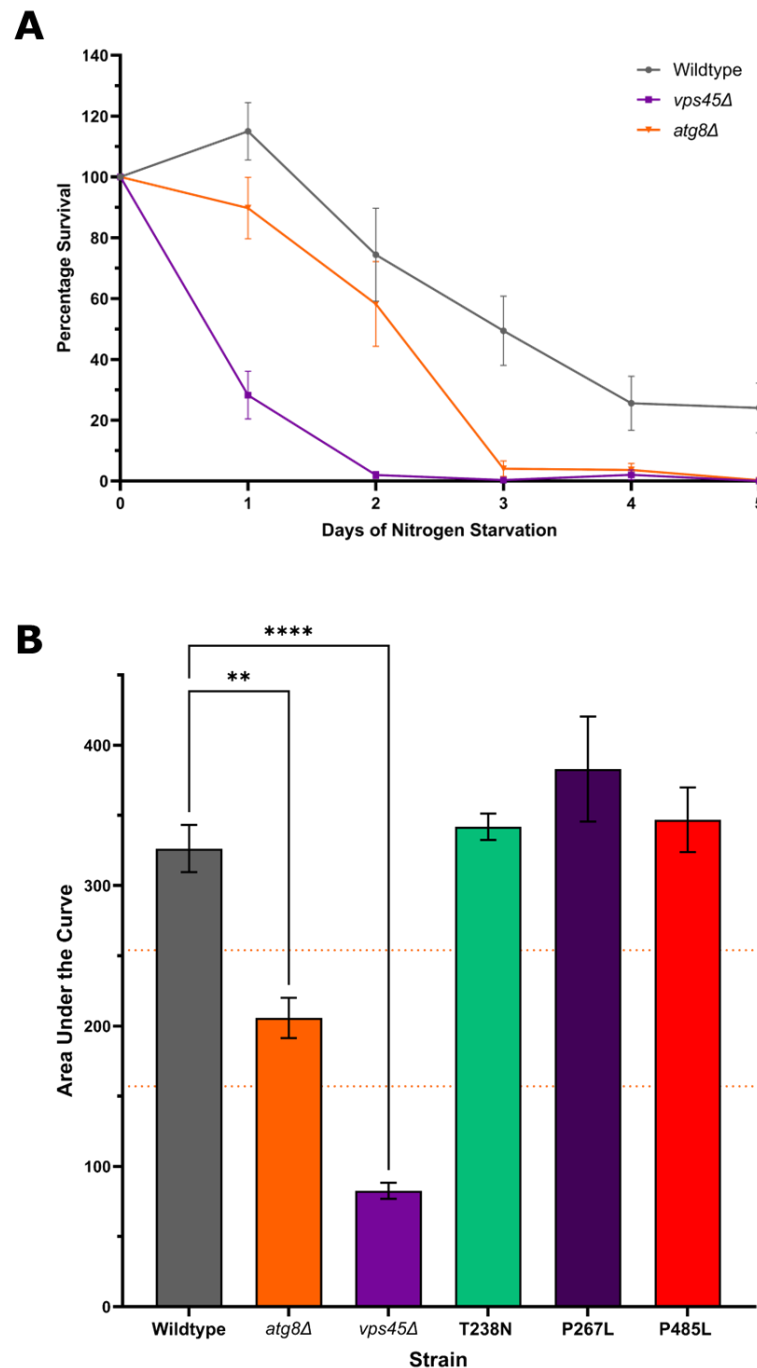 A
140
120
100
80
60
40
20
0
Percentage Survival
0 1 2 3 4 5
Days of Nitrogen Starvation
Wildtype
vps45Δ
atg8Δ
B
****
**
400
300
200
100
0
Area Under the Curve
Wildtype atg8Δ vps45Δ T238N P267L P485L
Strain